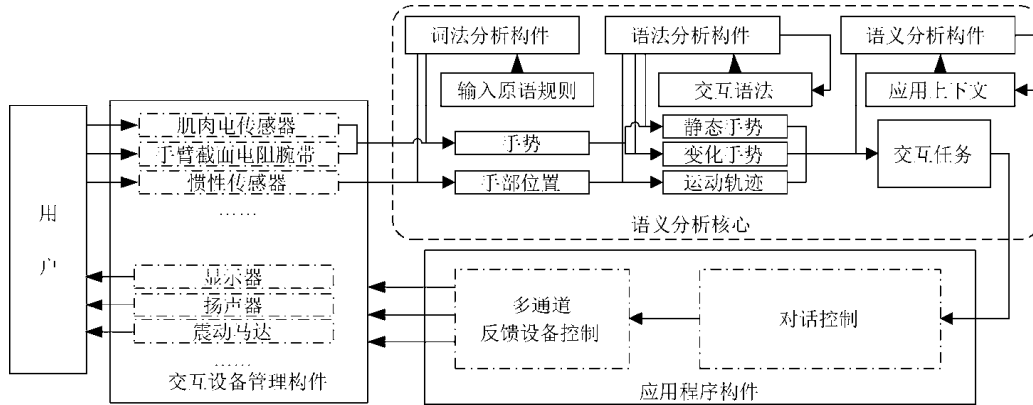 词法分析构件
语法分析构件
语义分析构件
输入原语规则
交互语法
应用上下文
肌肉电传感器
手臂截面电阻腕带
惯性传感器
……
手势
手部位置
静态手势
变化手势
运动轨迹
交互任务
语义分析核心
用
户
显示器
扬声器
震动马达
……
交互设备管理构件
多通道
反馈设备控制
对话控制
应用程序构件